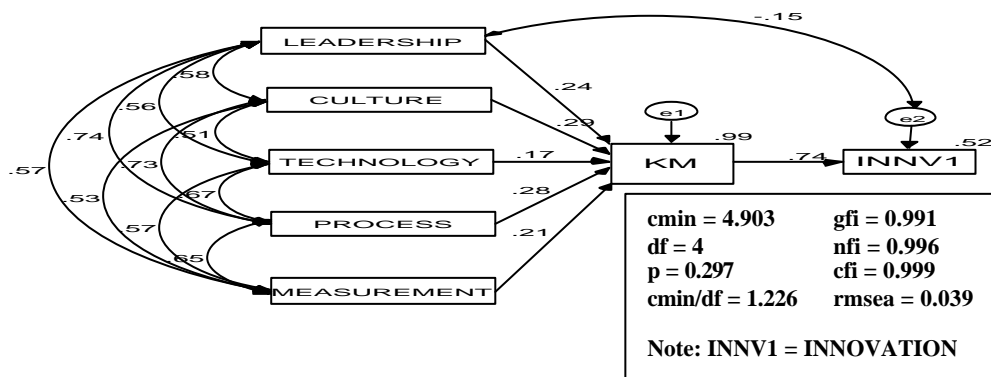 -.15
LEADERSHIP
.58
.24
CULTURE
e1
e2
.56
.29
.99
.52
.74
.51
TECHNOLOGY
.17
KM
.74
INNV1
.57
.73
.67
.28
.53
PROCESS
.57
.21
.65
MEASUREMENT
cmin = 4.903 gfi = 0.991
df = 4 nfi = 0.996
p = 0.297 cfi = 0.999
cmin/df = 1.226 rmsea = 0.039
Note: INNV1 = INNOVATION